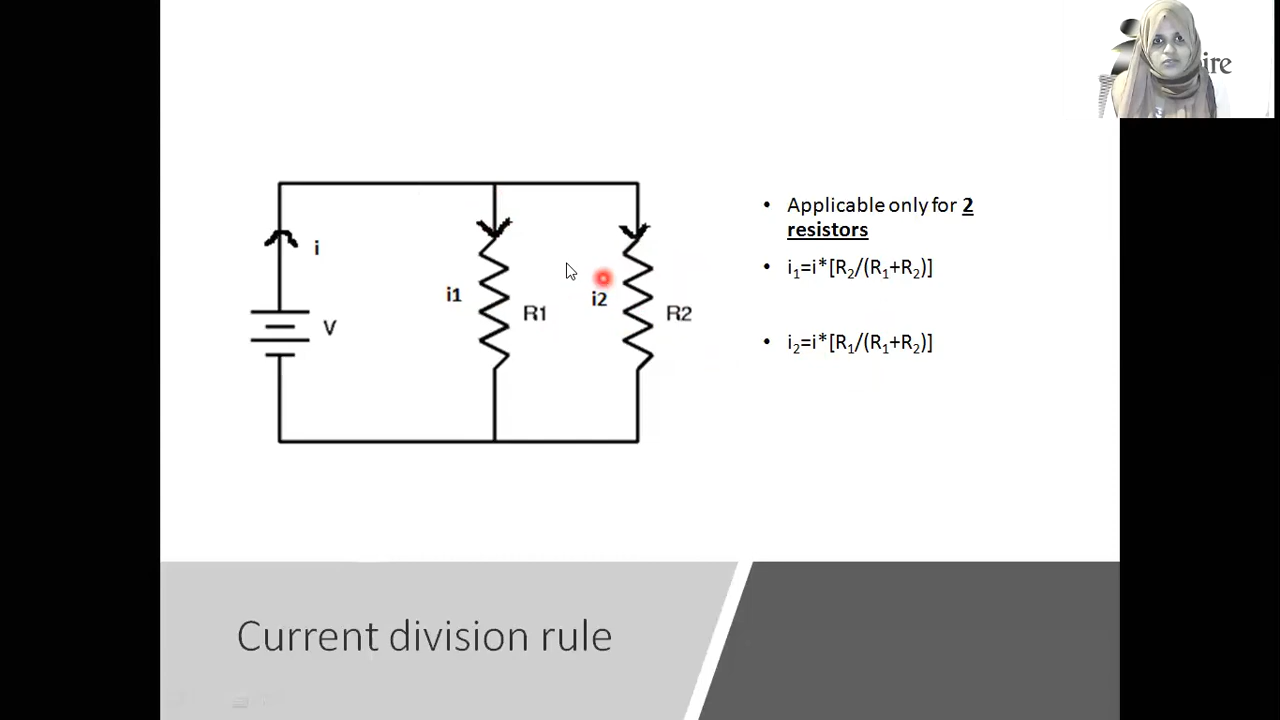 ire
i
V
i1
R1
i2
R2
• Applicable only for 2
resistors
• i₁=i*[R₂/(R₁+R₂)]
• i₂=i*[R₁/(R₁+R₂)]
Current division rule